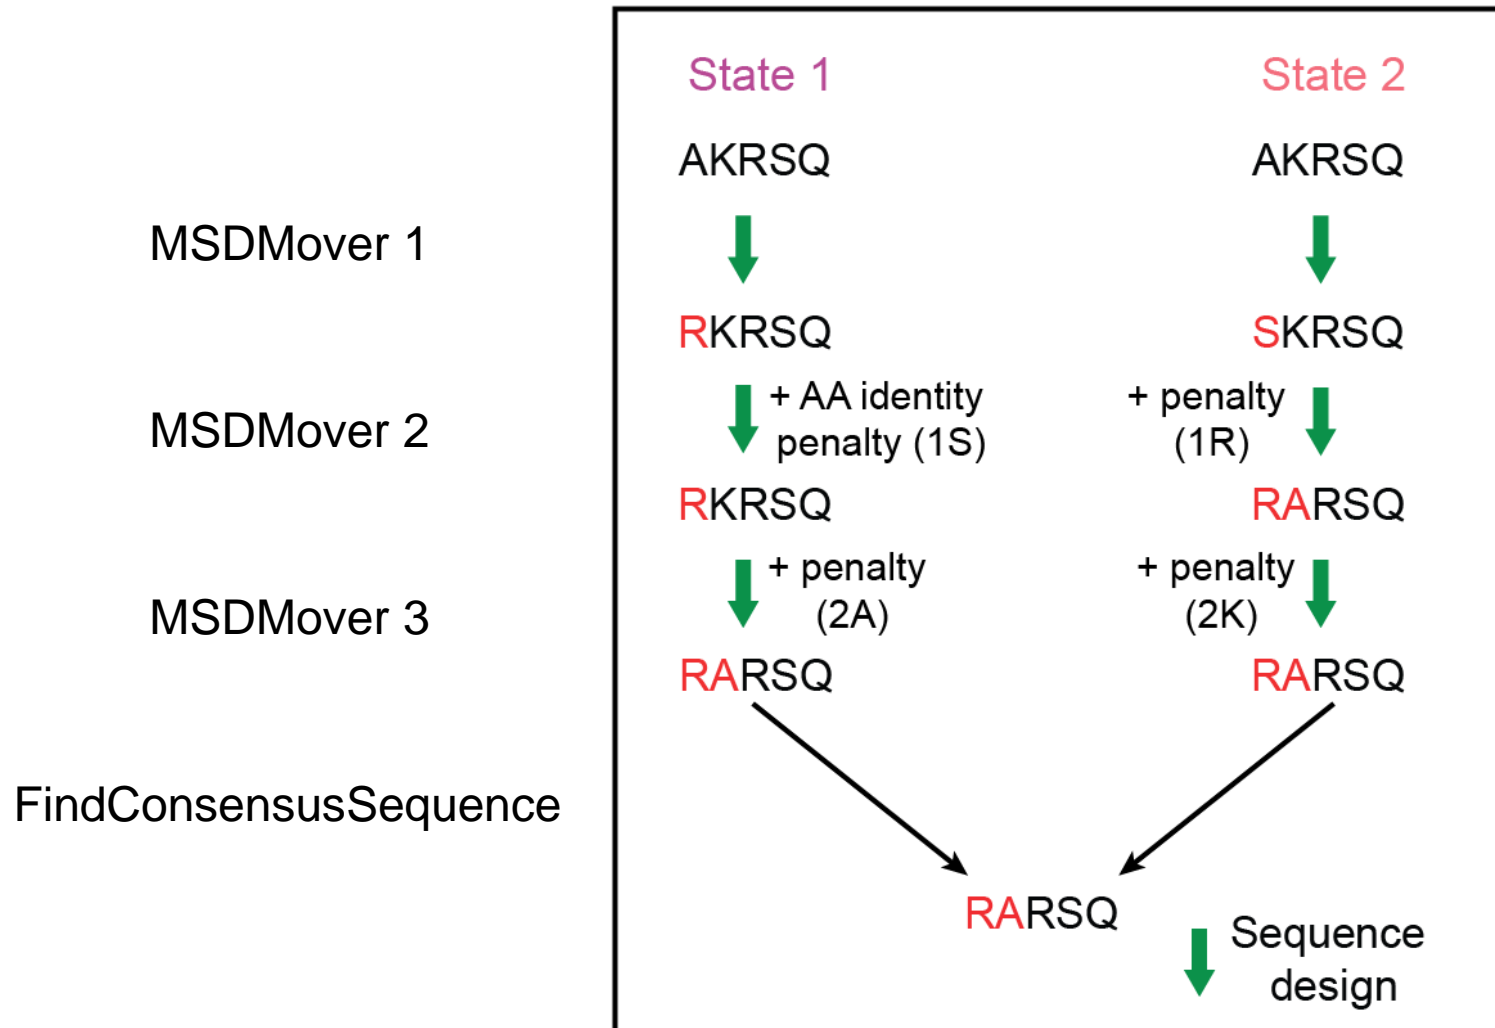 State 1
State 2
AKRSQ
AKRSQ
MSDMover 1
RKRSQ
SKRSQ
MSDMover 2
+ AA identity
penalty (1S)
+ penalty
(1R)
RKRSQ
RARSQ
MSDMover 3
+ penalty
(2A)
+ penalty
(2K)
RARSQ
RARSQ
FindConsensusSequence
RARSQ
Sequence
design